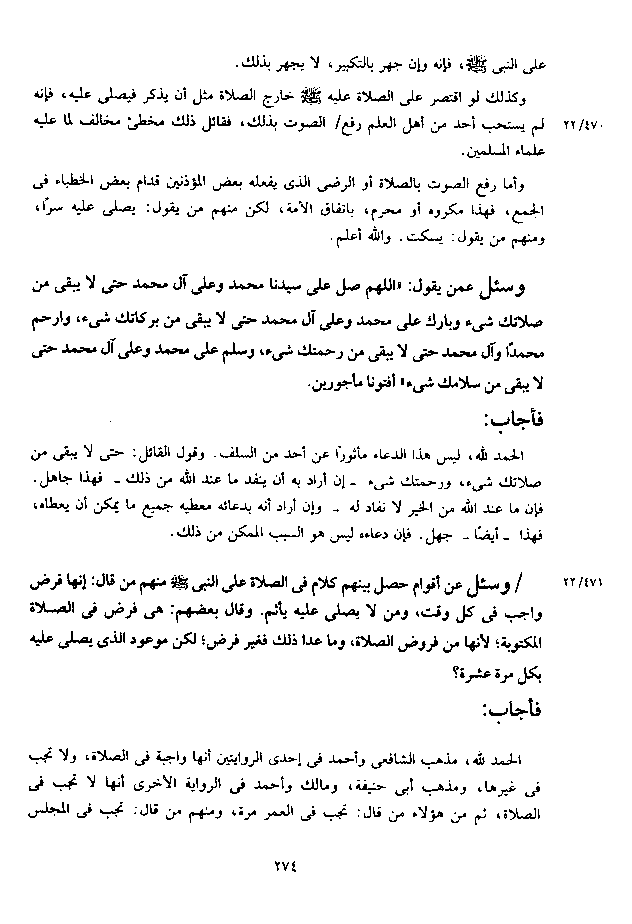 على النبي ﷺ، فإنه وإن جهر بالتكبير، لا يجهر بذلك.
وكذلك لو اقتصر على الصلاة عليه ﷺ خارج الصلاة مثل أن يذكر فيصلى عليه، فإنه
٢٢/٤٧٠ لم يستحب أحد من أهل العلم رفع/ الصوت بذلك، فقائل ذلك مخطئ مخالف لما عليه
علماء المسلمين.
وأما رفع الصوت بالصلاة أو الرضى الذى يفعله بعض المؤذنين قدام بعض الخطباء فى
الجمع، فهذا مكروه أو محرم، باتفاق الأمة، لكن منهم من يقول: يصلى عليه سرًا،
ومنهم من يقول: يسكت. والله أعلم.
وسئل عمن يقول: «اللهم صل على سيدنا محمد وعلى آل محمد حتى لا يبقى من
صلاتك شىء وبارك على محمد وعلى آل محمد حتى لا يبقى من بركاتك شىء، وارحم
محمدًا وآل محمد حتى لا يبقى من رحمتك شىء، وسلم على محمد وعلى آل محمد حتى
لا يبقى من سلامك شىء» أفتونا مأجورين.
فأجاب:
الحمد لله، ليس هذا الدعاء مأثورًا عن أحد من السلف. وقول القائل: حتى لا يبقى من
صلاتك شىء، ورحمتك شىء ـ إن أراد به أن ينفد ما عند الله من ذلك ـ فهذا جاهل.
فإن ما عند الله من الخير لا نفاد له ـ وإن أراد أنه بدعائه معطيه جميع ما يمكن أن يعطاه،
فهذا ـ أيضًا ـ جهل. فإن دعاءه ليس هو السبب الممكن من ذلك.
٢٢/٤٧١ / وسئل عن أقوام حصل بينهم كلام فى الصلاة على النبى ﷺ منهم من قال: إنها فرض
واجب فى كل وقت، ومن لا يصلى عليه يأثم. وقال بعضهم: هى فرض فى الصلاة
المكتوبة؛ لأنها من فروض الصلاة، وما عدا ذلك فغير فرض؛ لكن موعود الذى يصلى عليه
بكل مرة عشرة؟
فأجاب:
الحمد لله، مذهب الشافعى وأحمد فى إحدى الروايتين أنها واجبة فى الصلاة، ولا تجب
فى غيرها، ومذهب أبى حنيفة، ومالك وأحمد فى الرواية الأخرى أنها لا تجب فى
الصلاة، ثم من هؤلاء من قال: تجب فى العمر مرة، ومنهم من قال: تجب فى المجلس
٢٧٤